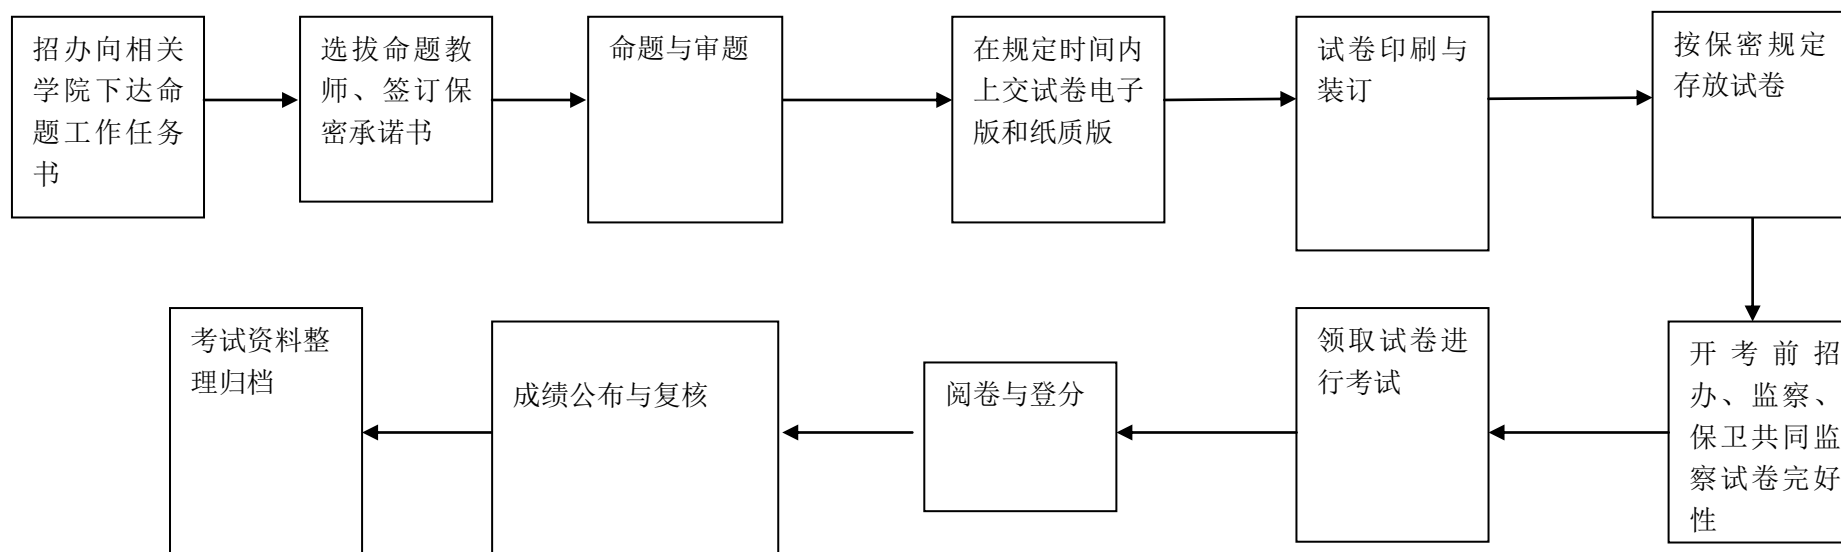 招办向相关
学院下达命
题工作任务
书
选拔命题教
师、签订保
密承诺书
命题与审题
在规定时间内
上交试卷电子
版和纸质版
试卷印刷与
装订
按保密规定
存放试卷
开考前招
办、监察、
保卫共同监
察试卷完好
性
领取试卷进
行考试
阅卷与登分
成绩公布与复核
考试资料整
理归档